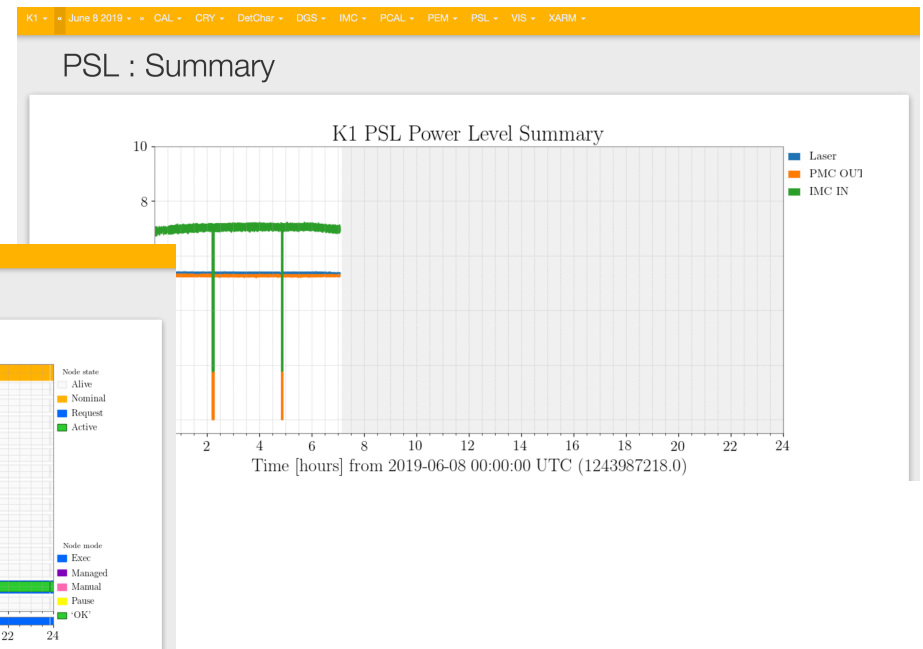 K1 « June 8 2019 » CAL CRY DetChar DGS IMC PCAL PEM PSL VIS XARM
PSL : Summary
K1 PSL Power Level Summary
10
8
Laser
PMC OUT
IMC IN
2 4 6 8 10 12 14 16 18 20 22 24
Time [hours] from 2019-06-08 00:00:00 UTC (1243987218.0)
Node state
Alive
Nominal
Request
Active
Node mode
Exec
Managed
Manual
Pause
‘OK’
22 24